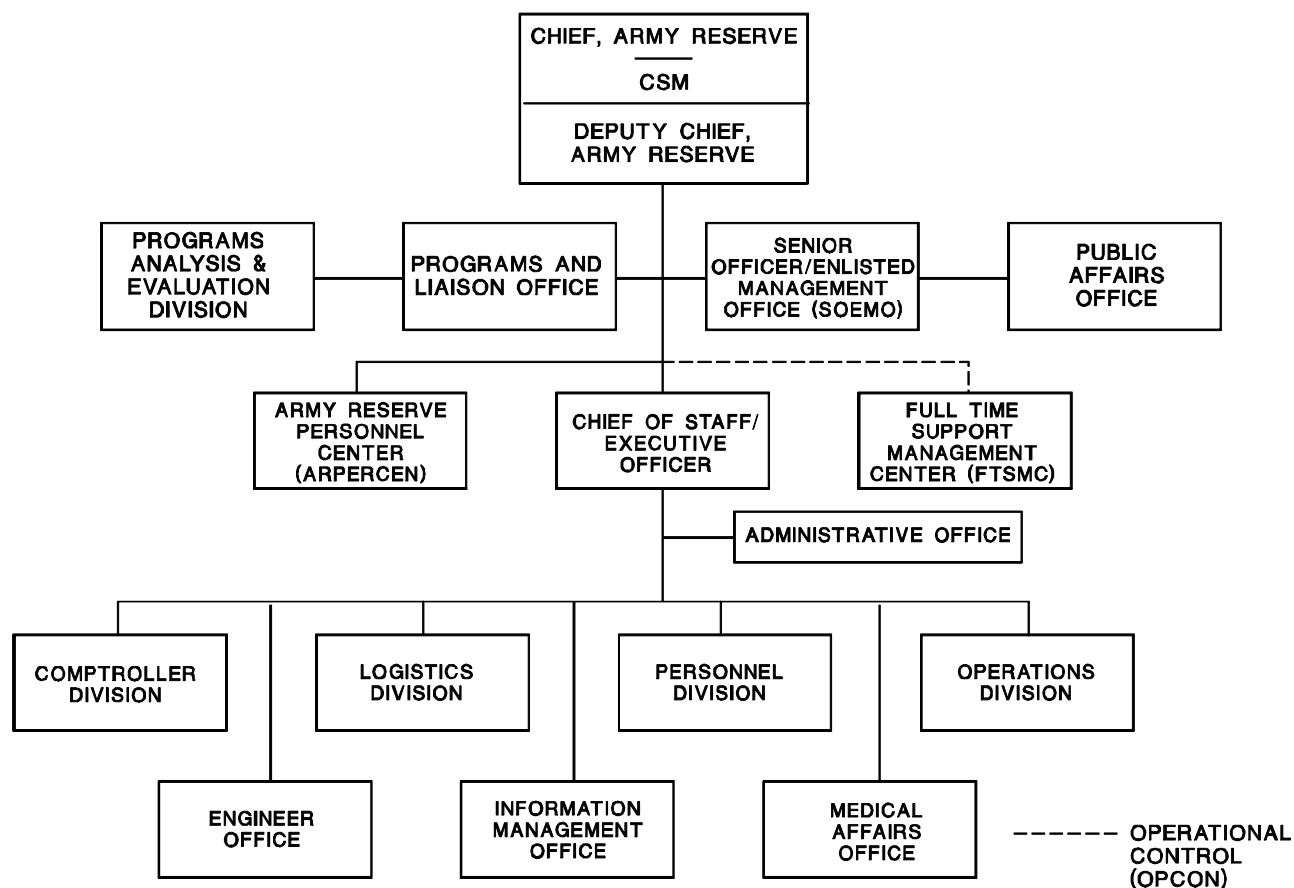 CHIEF, ARMY RESERVE
CSM
DEPUTY CHIEF,
ARMY RESERVE
PROGRAMS
ANALYSIS &
EVALUATION
DIVISION
PROGRAMS AND
LIAISON OFFICE
SENIOR
OFFICER/ENLISTED
MANAGEMENT
OFFICE (SOEMO)
PUBLIC
AFFAIRS
OFFICE
ARMY RESERVE
PERSONNEL
CENTER
(ARPERCEN)
CHIEF OF STAFF/
EXECUTIVE
OFFICER
FULL TIME
SUPPORT
MANAGEMENT
CENTER (FTSMC)
ADMINISTRATIVE OFFICE
COMPTROLLER
DIVISION
LOGISTICS
DIVISION
PERSONNEL
DIVISION
OPERATIONS
DIVISION
ENGINEER
OFFICE
INFORMATION
MANAGEMENT
OFFICE
MEDICAL
AFFAIRS
OFFICE
OPERATIONAL
CONTROL
(OPCON)